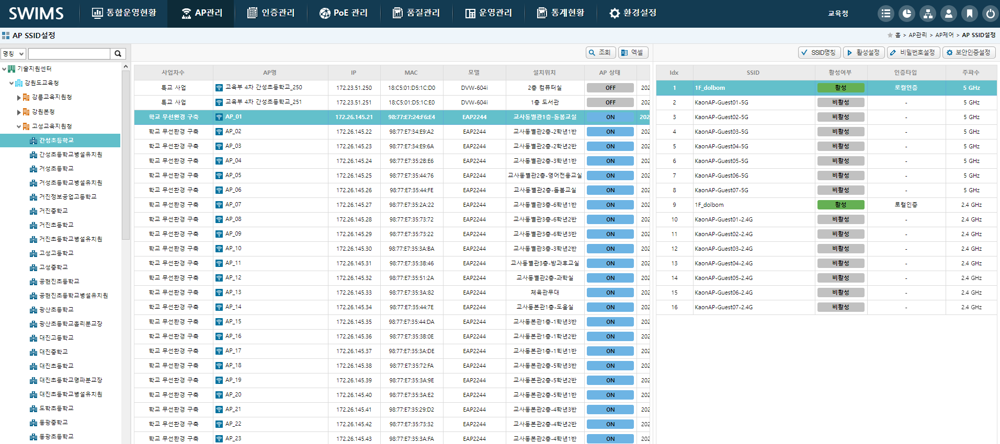 SWIMS 통합운영현황 AP관리 인증관리 PoE 관리 품질관리 운영관리 통계현황 환경설정 교육청
AP SSID설정
홈 > AP관리 > AP제어 > AP SSID설정
명칭
조회 엑셀
SSID명칭 활성설정 비밀번호설정 보안인증설정
기술지원센터
강원도교육청
강릉교육지원청
강원본청
고성교육지원청
간성초등학교
간성초등학교병설유치원
거성초등학교
거성초등학교병설유치원
거진정보공업고등학교
거진중학교
거진초등학교
거진초등학교병설유치원
고성고등학교
고성중학교
공현진초등학교
공현진초등학교병설유치원
광산초등학교
광산초등학교흘리분교장
대진고등학교
대진중학교
대진초등학교
대진초등학교명파분교장
대진초등학교병설유치원
도학초등학교
동광중학교
동광초등학교
사업차수 AP명 IP MAC 모델 설치위치 AP 상태
특교 사업 교육부 4차 간성초등학교_250 172.23.51.250 18:C5:01:D5:1C:D0 DVW-604i 2층 컴퓨터실 OFF 202
특교 사업 교육부 4차 간성초등학교_251 172.23.51.251 18:C5:01:D5:1C:E0 DVW-604i 1층 도서관 OFF 202
학교 무선환경 구축 AP_01 172.26.145.21 98:77:E7:24:F6:E4 EAP2244 교사동별관1층-돌봄교실 ON 202
학교 무선환경 구축 AP_02 172.26.145.22 98:77:E7:34:E9:A2 EAP2244 교사동별관2층-2학년1반 ON 202
학교 무선환경 구축 AP_03 172.26.145.23 98:77:E7:34:E9:6A EAP2244 교사동별관2층-2학년2반 ON 202
학교 무선환경 구축 AP_04 172.26.145.24 98:77:E7:35:2B:E6 EAP2244 교사동별관2층-3학년1반 ON 202
학교 무선환경 구축 AP_05 172.26.145.25 98:77:E7:35:44:76 EAP2244 교사동별관2층-영어전용교실 ON 202
학교 무선환경 구축 AP_06 172.26.145.26 98:77:E7:35:44:FE EAP2244 교사동별관2층-돌봄교실 ON 202
학교 무선환경 구축 AP_07 172.26.145.27 98:77:E7:35:2A:22 EAP2244 교사동별관3층-6학년1반 ON 202
학교 무선환경 구축 AP_08 172.26.145.28 98:77:E7:35:73:72 EAP2244 교사동별관3층-6학년2반 ON 202
학교 무선환경 구축 AP_09 172.26.145.29 98:77:E7:35:73:22 EAP2244 교사동별관3층-6학년3반 ON 202
학교 무선환경 구축 AP_10 172.26.145.30 98:77:E7:35:3A:BA EAP2244 교사동별관3층-3학년2반 ON 202
학교 무선환경 구축 AP_11 172.26.145.31 98:77:E7:35:3B:46 EAP2244 교사동별관3층-방과후교실 ON 202
학교 무선환경 구축 AP_12 172.26.145.32 98:77:E7:35:51:2A EAP2244 교사동별관2층-과학실 ON 202
학교 무선환경 구축 AP_13 172.26.145.33 98:77:E7:35:3A:82 EAP2244 체육관무대 ON 202
학교 무선환경 구축 AP_14 172.26.145.34 98:77:E7:35:44:7E EAP2244 교사동본관1층-도움실 ON 202
학교 무선환경 구축 AP_15 172.26.145.35 98:77:E7:35:44:DA EAP2244 교사동본관1층-1학년3반 ON 202
학교 무선환경 구축 AP_16 172.26.145.36 98:77:E7:35:3B:0E EAP2244 교사동본관1층-1학년2반 ON 202
학교 무선환경 구축 AP_17 172.26.145.37 98:77:E7:35:3A:DE EAP2244 교사동본관1층-1학년1반 ON 202
학교 무선환경 구축 AP_18 172.26.145.38 98:77:E7:35:72:FA EAP2244 교사동본관2층-5학년3반 ON 202
학교 무선환경 구축 AP_19 172.26.145.39 98:77:E7:35:3A:9E EAP2244 교사동본관2층-5학년2반 ON 202
학교 무선환경 구축 AP_20 172.26.145.40 98:77:E7:35:3A:E2 EAP2244 교사동본관2층-5학년1반 ON 202
학교 무선환경 구축 AP_21 172.26.145.41 98:77:E7:35:29:D2 EAP2244 교사동본관2층-4학년3반 ON 202
학교 무선환경 구축 AP_22 172.26.145.42 98:77:E7:35:73:32 EAP2244 교사동본관2층-4학년2반 ON 202
학교 무선환경 구축 AP_23 172.26.145.43 98:77:E7:35:3A:FA EAP2244 교사동본관2층-4학년1반 ON 202
Idx SSID 활성여부 인증타입 주파수
1 1F_dolbom 활성 로컬인증 5 GHz
2 KaonAP-Guest01-5G 비활성 - 5 GHz
3 KaonAP-Guest02-5G 비활성 - 5 GHz
4 KaonAP-Guest03-5G 비활성 - 5 GHz
5 KaonAP-Guest04-5G 비활성 - 5 GHz
6 KaonAP-Guest05-5G 비활성 - 5 GHz
7 KaonAP-Guest06-5G 비활성 - 5 GHz
8 KaonAP-Guest07-5G 비활성 - 5 GHz
9 1F_dolbom 활성 로컬인증 2.4 GHz
10 KaonAP-Guest01-2.4G 비활성 - 2.4 GHz
11 KaonAP-Guest02-2.4G 비활성 - 2.4 GHz
12 KaonAP-Guest03-2.4G 비활성 - 2.4 GHz
13 KaonAP-Guest04-2.4G 비활성 - 2.4 GHz
14 KaonAP-Guest05-2.4G 비활성 - 2.4 GHz
15 KaonAP-Guest06-2.4G 비활성 - 2.4 GHz
16 KaonAP-Guest07-2.4G 비활성 - 2.4 GHz